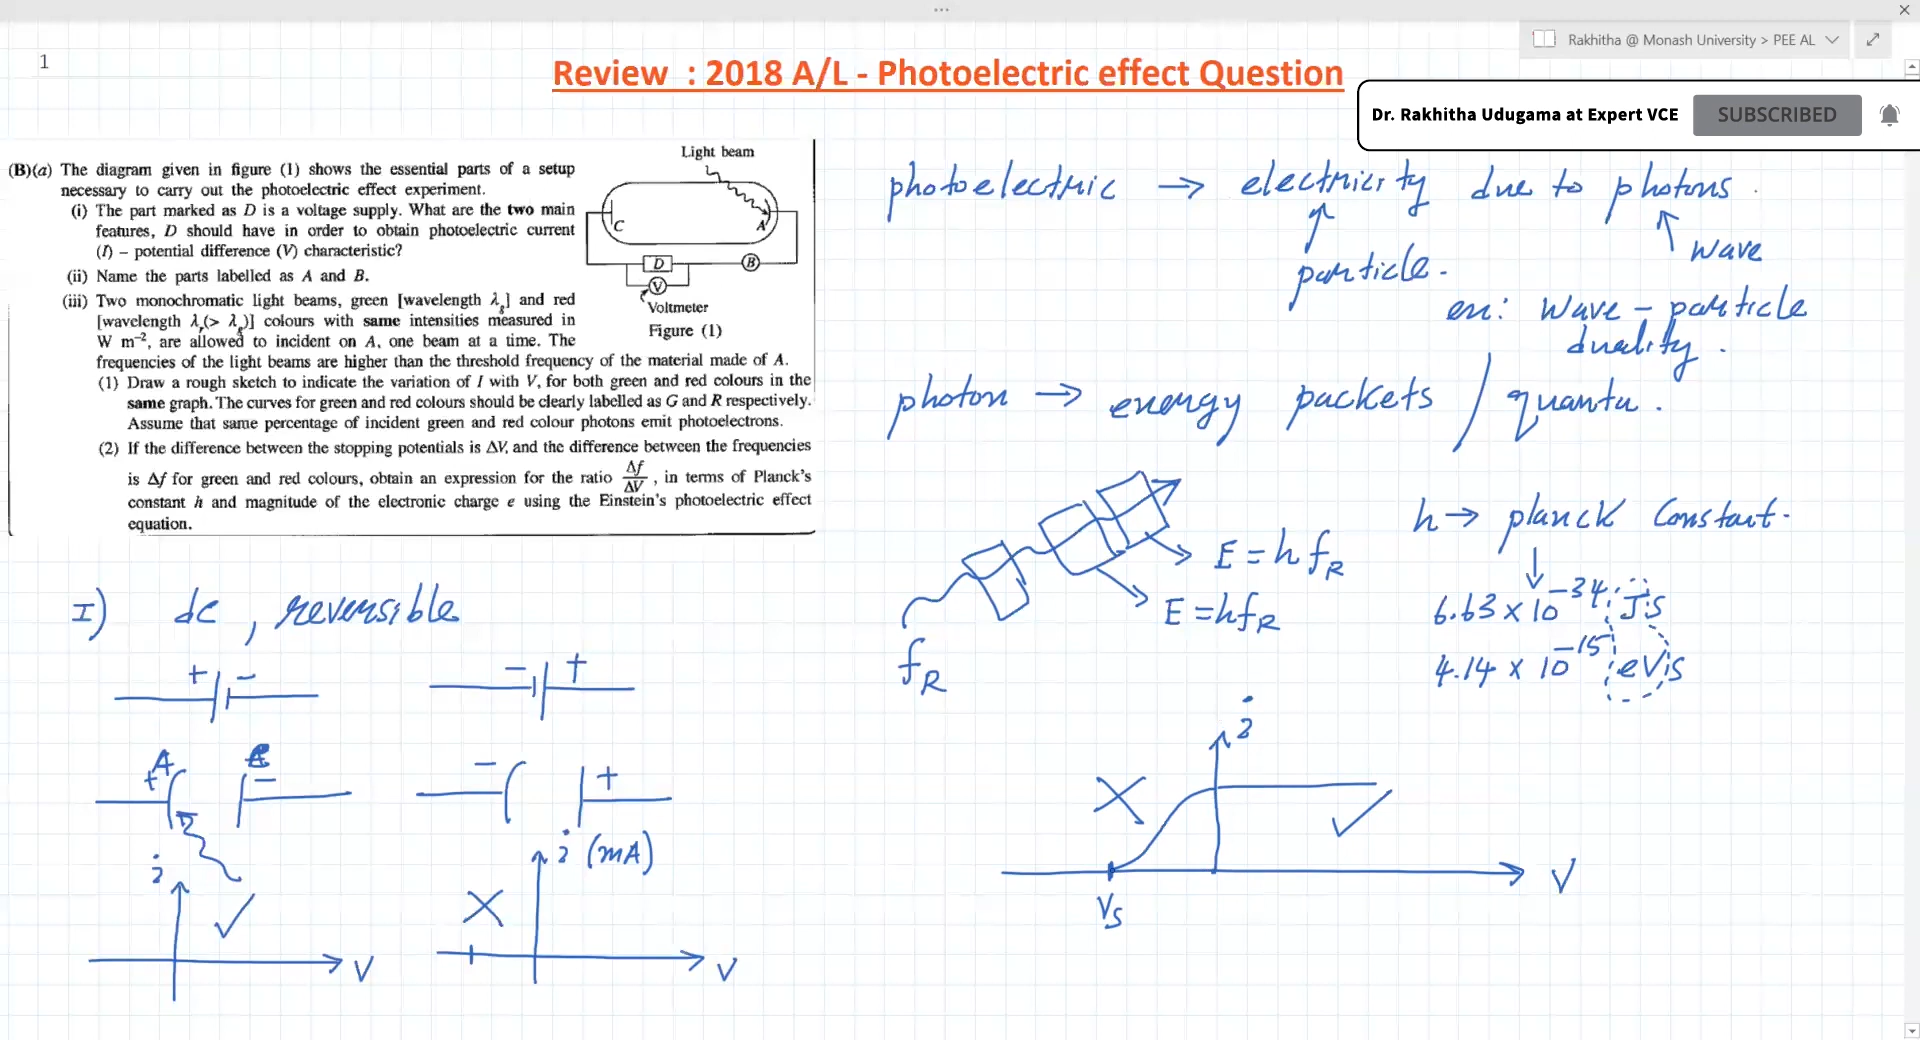 Rakhitha @ Monash University > PEE AL
1
Review : 2018 A/L - Photoelectric effect Question
Dr. Rakhitha Udugama at Expert VCE
SUBSCRIBED
(B)(a) The diagram given in figure (1) shows the essential parts of a setup
necessary to carry out the photoelectric effect experiment.
(i) The part marked as D is a voltage supply. What are the two main
features, D should have in order to obtain photoelectric current
(I) – potential difference (V) characteristic?
(ii) Name the parts labelled as A and B.
(iii) Two monochromatic light beams, green [wavelength λg] and red
[wavelength λr(> λg)] colours with same intensities measured in
W m⁻², are allowed to incident on A, one beam at a time. The
frequencies of the light beams are higher than the threshold frequency of the material made of A.
(1) Draw a rough sketch to indicate the variation of I with V, for both green and red colours in the
same graph. The curves for green and red colours should be clearly labelled as G and R respectively.
Assume that same percentage of incident green and red colour photons emit photoelectrons.
(2) If the difference between the stopping potentials is ΔV, and the difference between the frequencies
is Δf for green and red colours, obtain an expression for the ratio Δf/ΔV, in terms of Planck's
constant h and magnitude of the electronic charge e using the Einstein's photoelectric effect
equation.
Light beam
C
A
D
B
V
Voltmeter
Figure (1)
photoelectric → electricity due to photons.
particle.
wave
en: wave – particle
duality.
photon → energy packets / quanta.
E = h fR
E = hfR
fR
h → planck constant.
6.63 × 10⁻³⁴ Js
4.14 × 10⁻¹⁵ eVs
I) dc, reversible
+ -
- +
+ A
-
- +
i
V
i (mA)
V
i
V
Vs